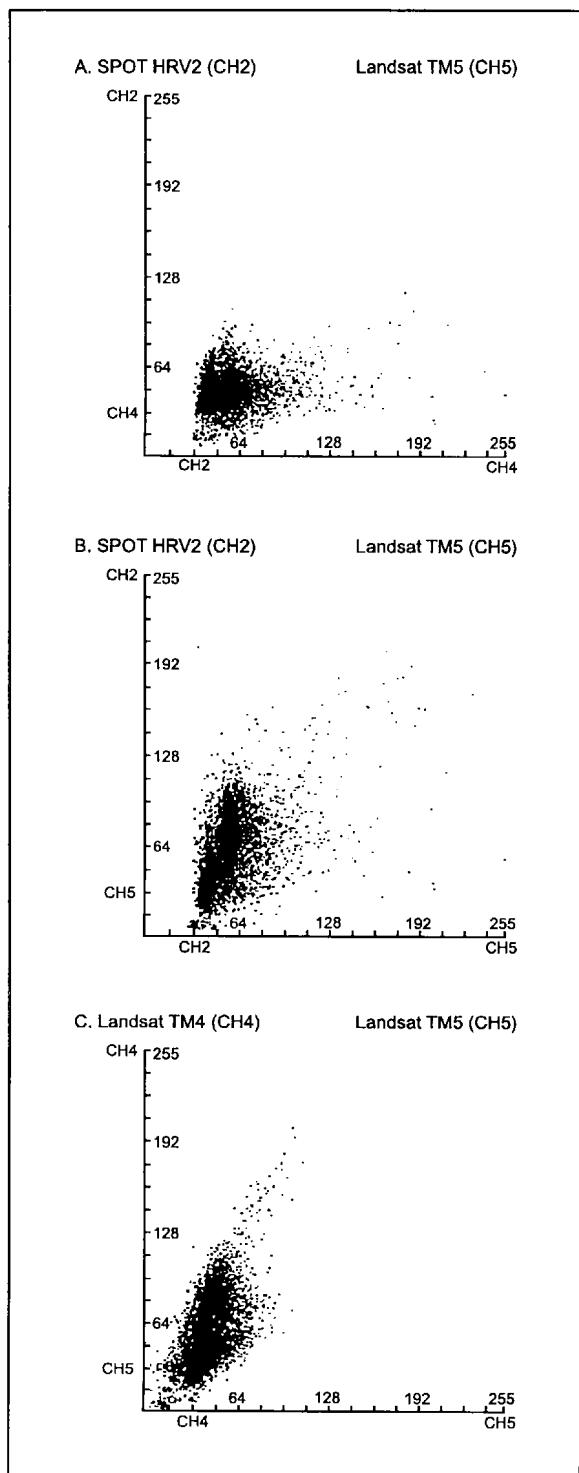 A. SPOT HRV2 (CH2) Landsat TM5 (CH5)
CH2 255
192
128
64
CH4
64 128 192 255
CH2 CH4
B. SPOT HRV2 (CH2) Landsat TM5 (CH5)
CH2 255
192
128
64
CH5
64 128 192 255
CH2 CH5
C. Landsat TM4 (CH4) Landsat TM5 (CH5)
CH4 255
192
128
64
CH5
64 128 192 255
CH4 CH5